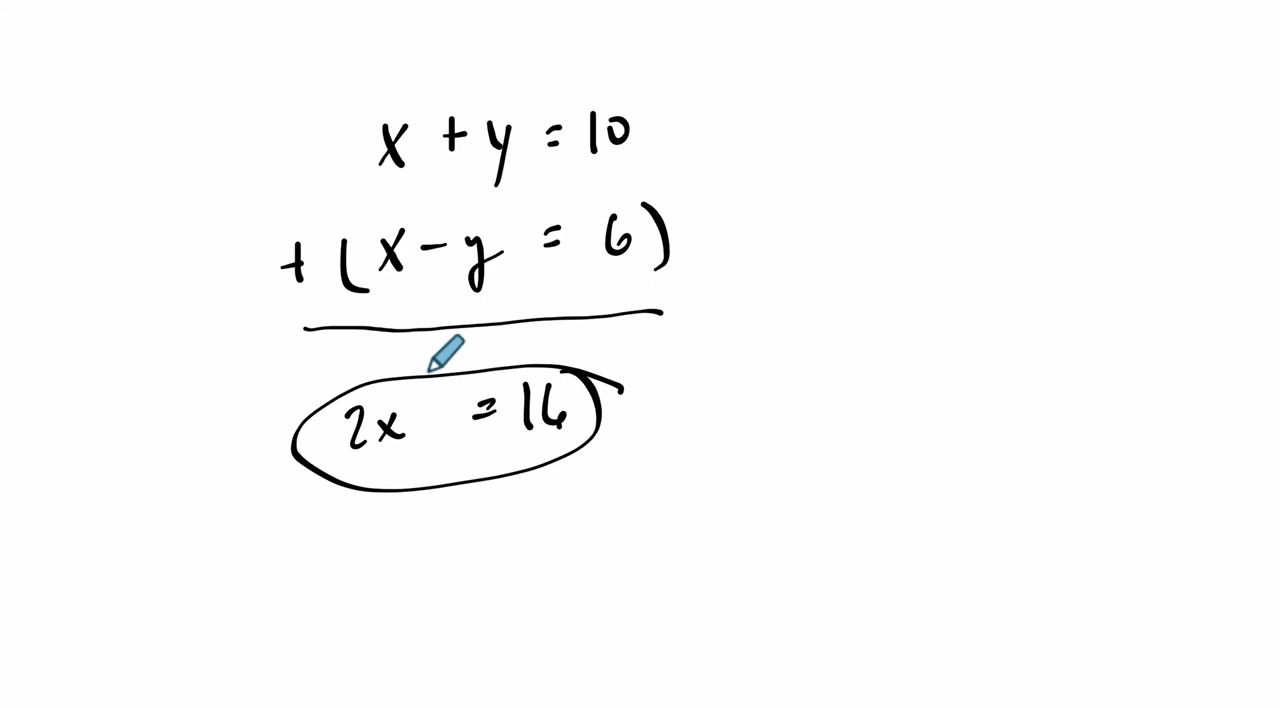 x + y = 10
+ (x - y = 6)
2x = 16